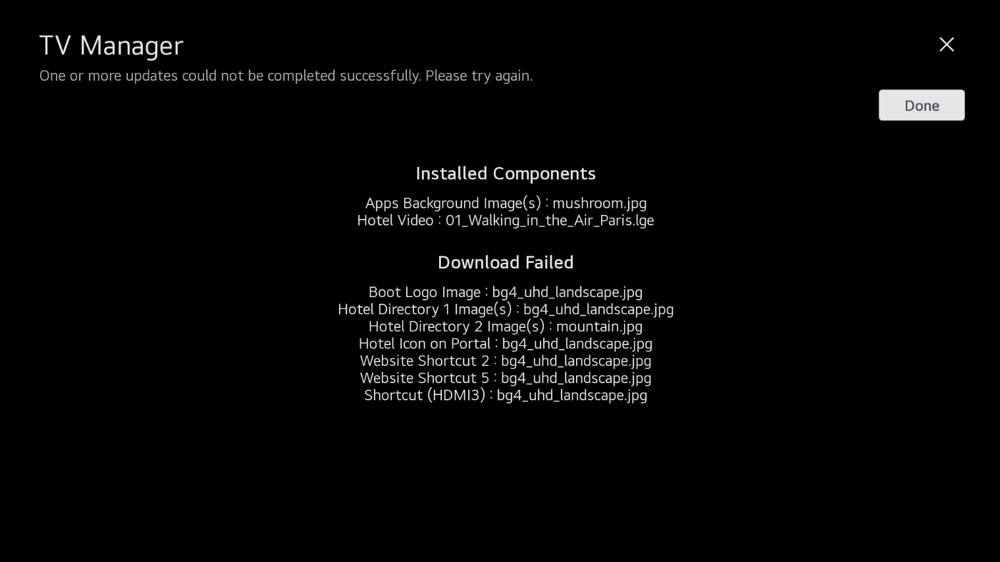 TV Manager
One or more updates could not be completed successfully. Please try again.
Done
Installed Components
Apps Background Image(s) : mushroom.jpg
Hotel Video : 01_Walking_in_the_Air_Paris.lge
Download Failed
Boot Logo Image : bg4_uhd_landscape.jpg
Hotel Directory 1 Image(s) : bg4_uhd_landscape.jpg
Hotel Directory 2 Image(s) : mountain.jpg
Hotel Icon on Portal : bg4_uhd_landscape.jpg
Website Shortcut 2 : bg4_uhd_landscape.jpg
Website Shortcut 5 : bg4_uhd_landscape.jpg
Shortcut (HDMI3) : bg4_uhd_landscape.jpg